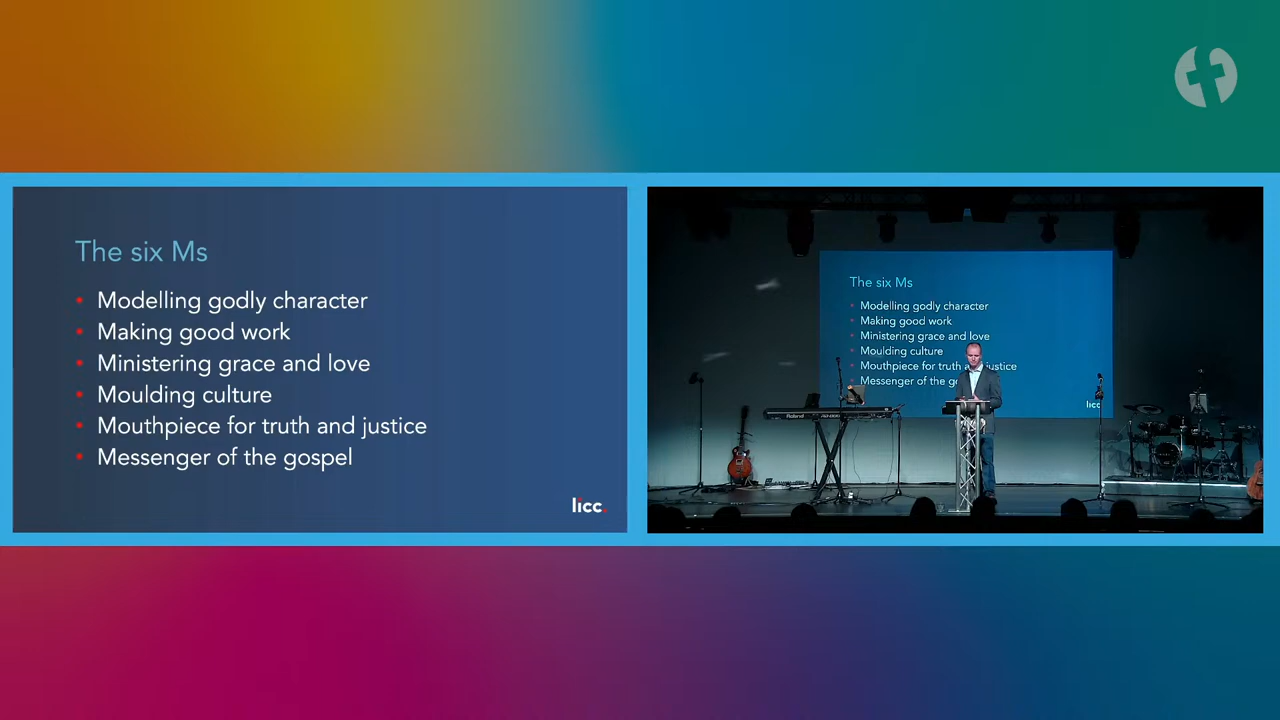 The six Ms
• Modelling godly character
• Making good work
• Ministering grace and love
• Moulding culture
• Mouthpiece for truth and justice
• Messenger of the gospel
licc.
The six Ms
• Modelling godly character
• Making good work
• Ministering grace and love
• Moulding culture
• Mouthpiece for truth a justice
• Messenger of the go
licc
Roland